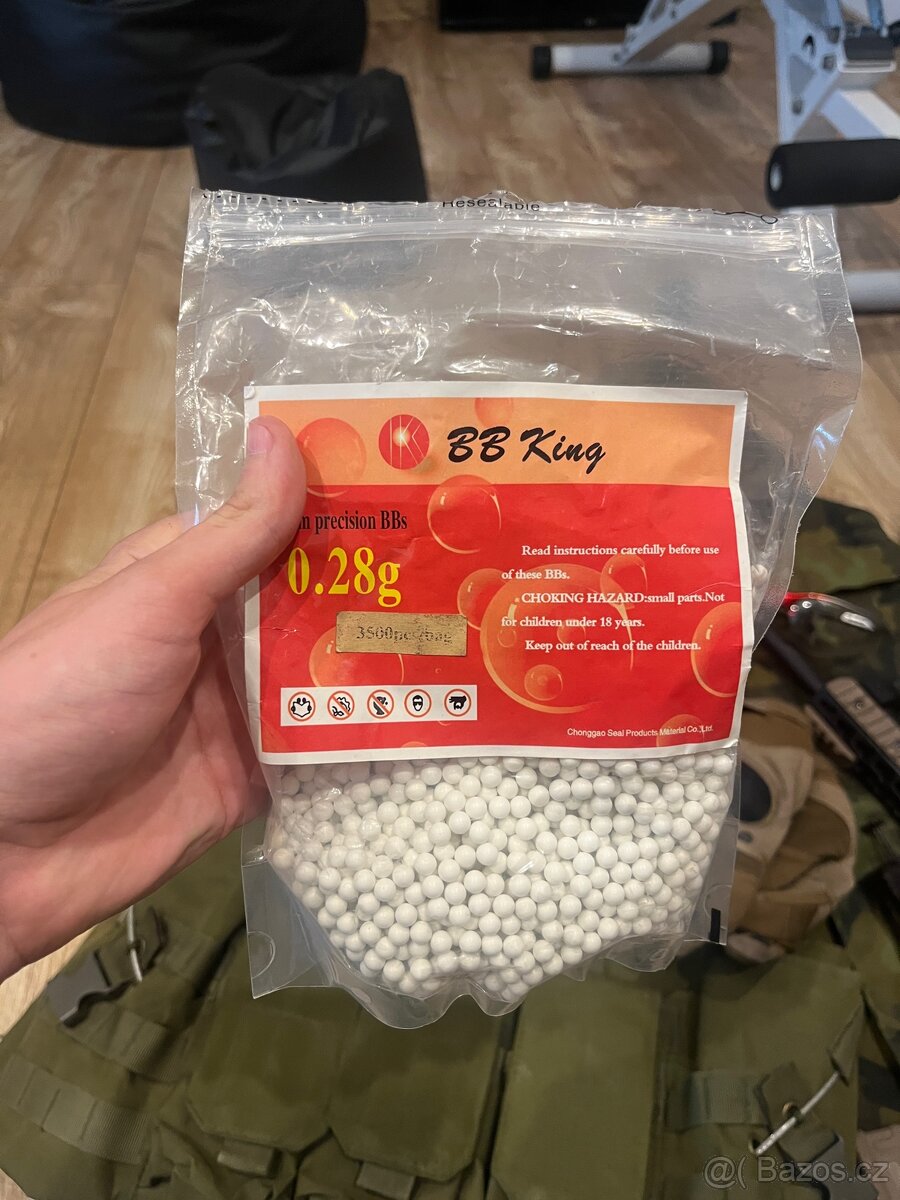 Resealable
BB King
precision BBs
0.28g
Read instructions carefully before use
of these BBs.
CHOKING HAZARD:small parts.Not
for children under 18 years.
Keep out of reach of the children.
3500pc/bag
Chonggao Seal Products Material Co.,Ltd.
@( Bazos.cz